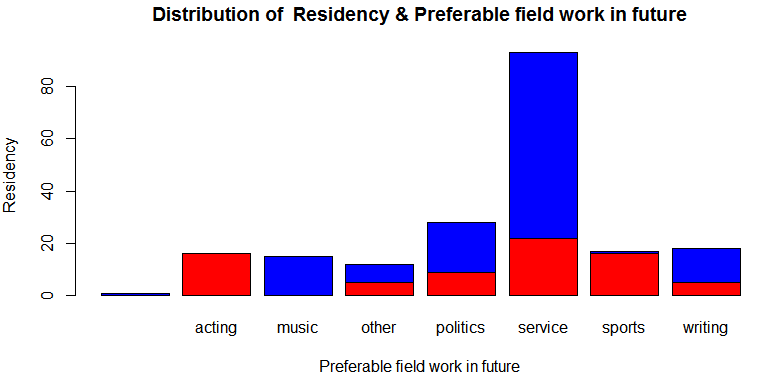 Distribution of  Residency & Preferable field work in future
Residency
80
60
40
20
0
acting music other politics service sports writing
Preferable field work in future